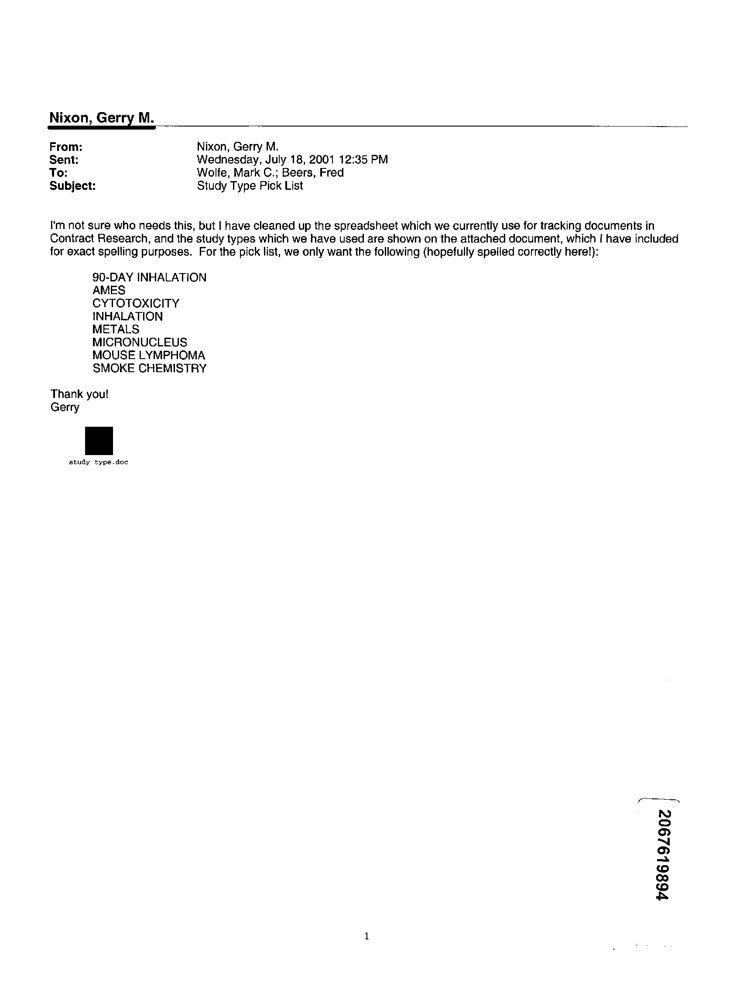 Nixon, Gerry M.
From: Nixon, Gerry M.
Sent: Wednesday, July 18, 2001 12:35 PM
To: Wolfe, Mark C.; Beers, Fred
Subject: Study Type Pick List
I'm not sure who needs this, but I have cleaned up the spreadsheet which we currently use for tracking documents in
Contract Research, and the study types which we have used are shown on the attached document, which I have included
for exact spelling purposes. For the pick list, we only want the following (hopefully spelled correctly here!):
90-DAY INHALATION
AMES
CYTOTOXICITY
INHALATION
METALS
MICRONUCLEUS
MOUSE LYMPHOMA
SMOKE CHEMISTRY
Thank you!
Gerry
study type.doc
2067619894
1